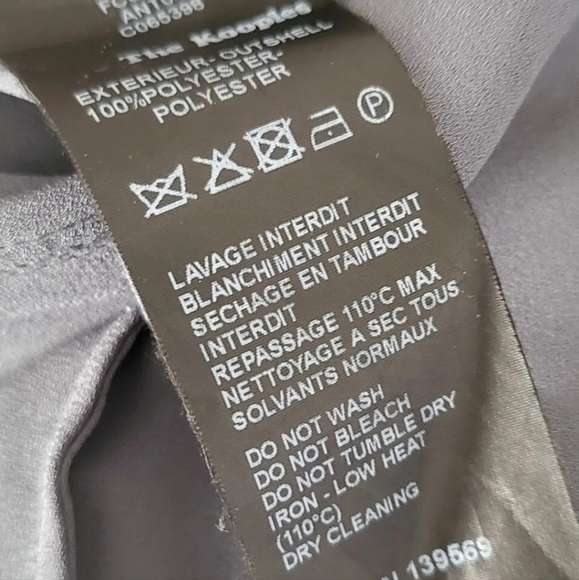 ANTO
C065398
The Kooples
EXTERIEUR-OUTSHELL
100%POLYESTER-
POLYESTER
P
LAVAGE INTERDIT
BLANCHIMENT INTERDIT
SECHAGE EN TAMBOUR
INTERDIT
REPASSAGE 110°C MAX
NETTOYAGE A SEC TOUS
SOLVANTS NORMAUX
DO NOT WASH
DO NOT BLEACH
DO NOT TUMBLE DRY
IRON - LOW HEAT
(110°C)
DRY CLEANING
139569